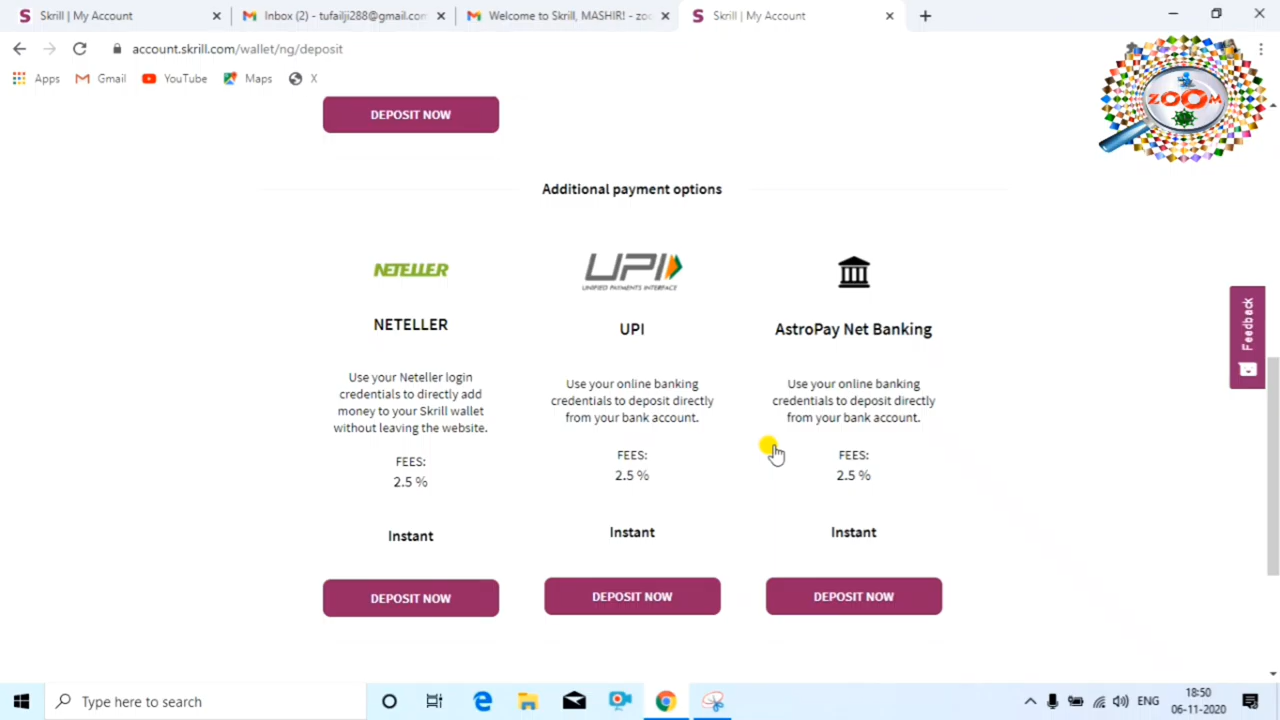 Skrill | My Account
Inbox (2) - tufailji288@gmail.com
Welcome to Skrill, MASHIR! - zoo
Skrill | My Account
account.skrill.com/wallet/ng/deposit
Apps
Gmail
YouTube
Maps
X
ZOOM
DEPOSIT NOW
Additional payment options
NETELLER
UPI
UNIFIED PAYMENTS INTERFACE
NETELLER
UPI
AstroPay Net Banking
Use your Neteller login
credentials to directly add
money to your Skrill wallet
without leaving the website.
FEES:
2.5 %
Instant
DEPOSIT NOW
Use your online banking
credentials to deposit directly
from your bank account.
FEES:
2.5 %
Instant
DEPOSIT NOW
Use your online banking
credentials to deposit directly
from your bank account.
FEES:
2.5 %
Instant
DEPOSIT NOW
Feedback
Type here to search
ENG
18:50
06-11-2020